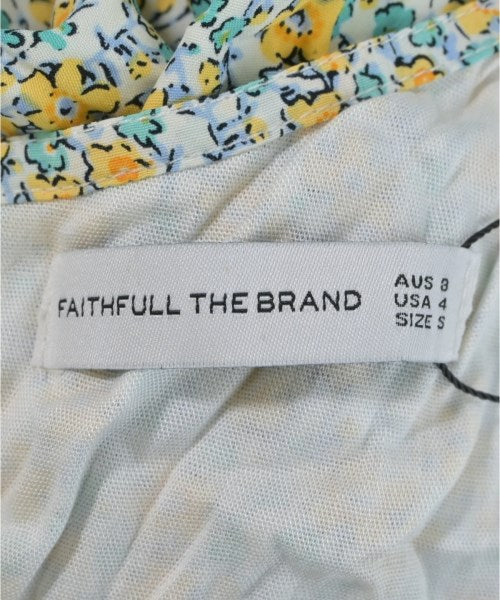 FAITHFULL THE BRAND
AUS 8
USA 4
SIZE S